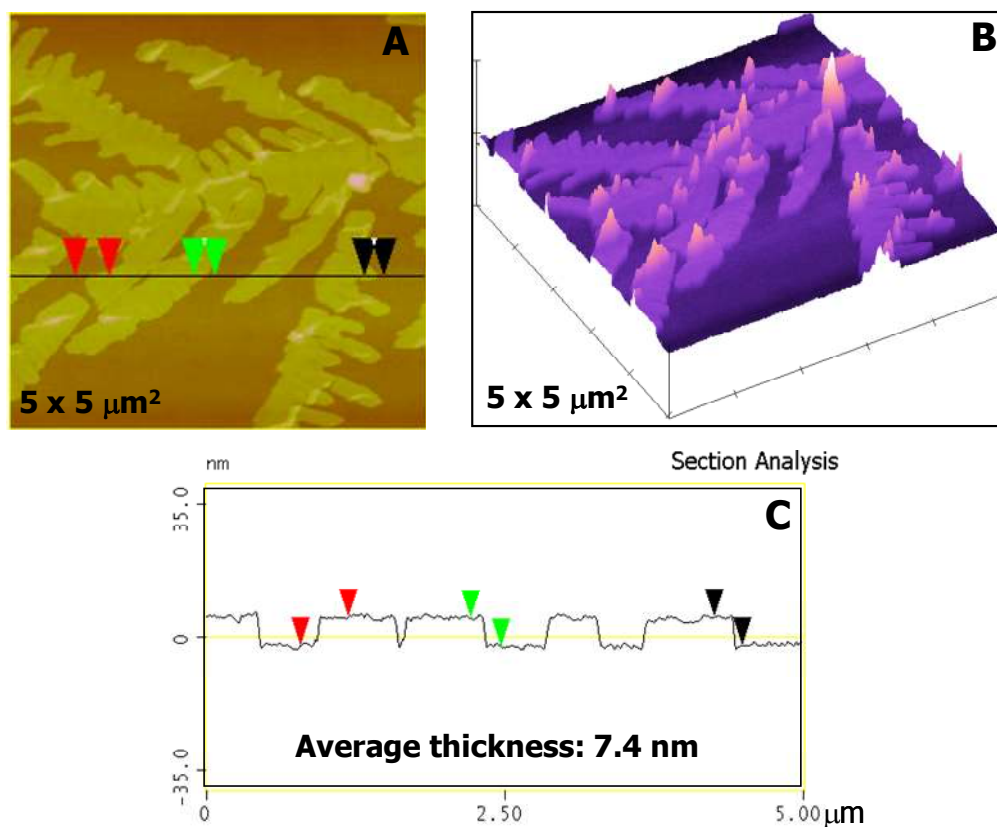 A
B
5 x 5 μm²
5 x 5 μm²
nm
Section Analysis
C
35.0
0
-35.0
Average thickness: 7.4 nm
0
2.50
5.00 μm